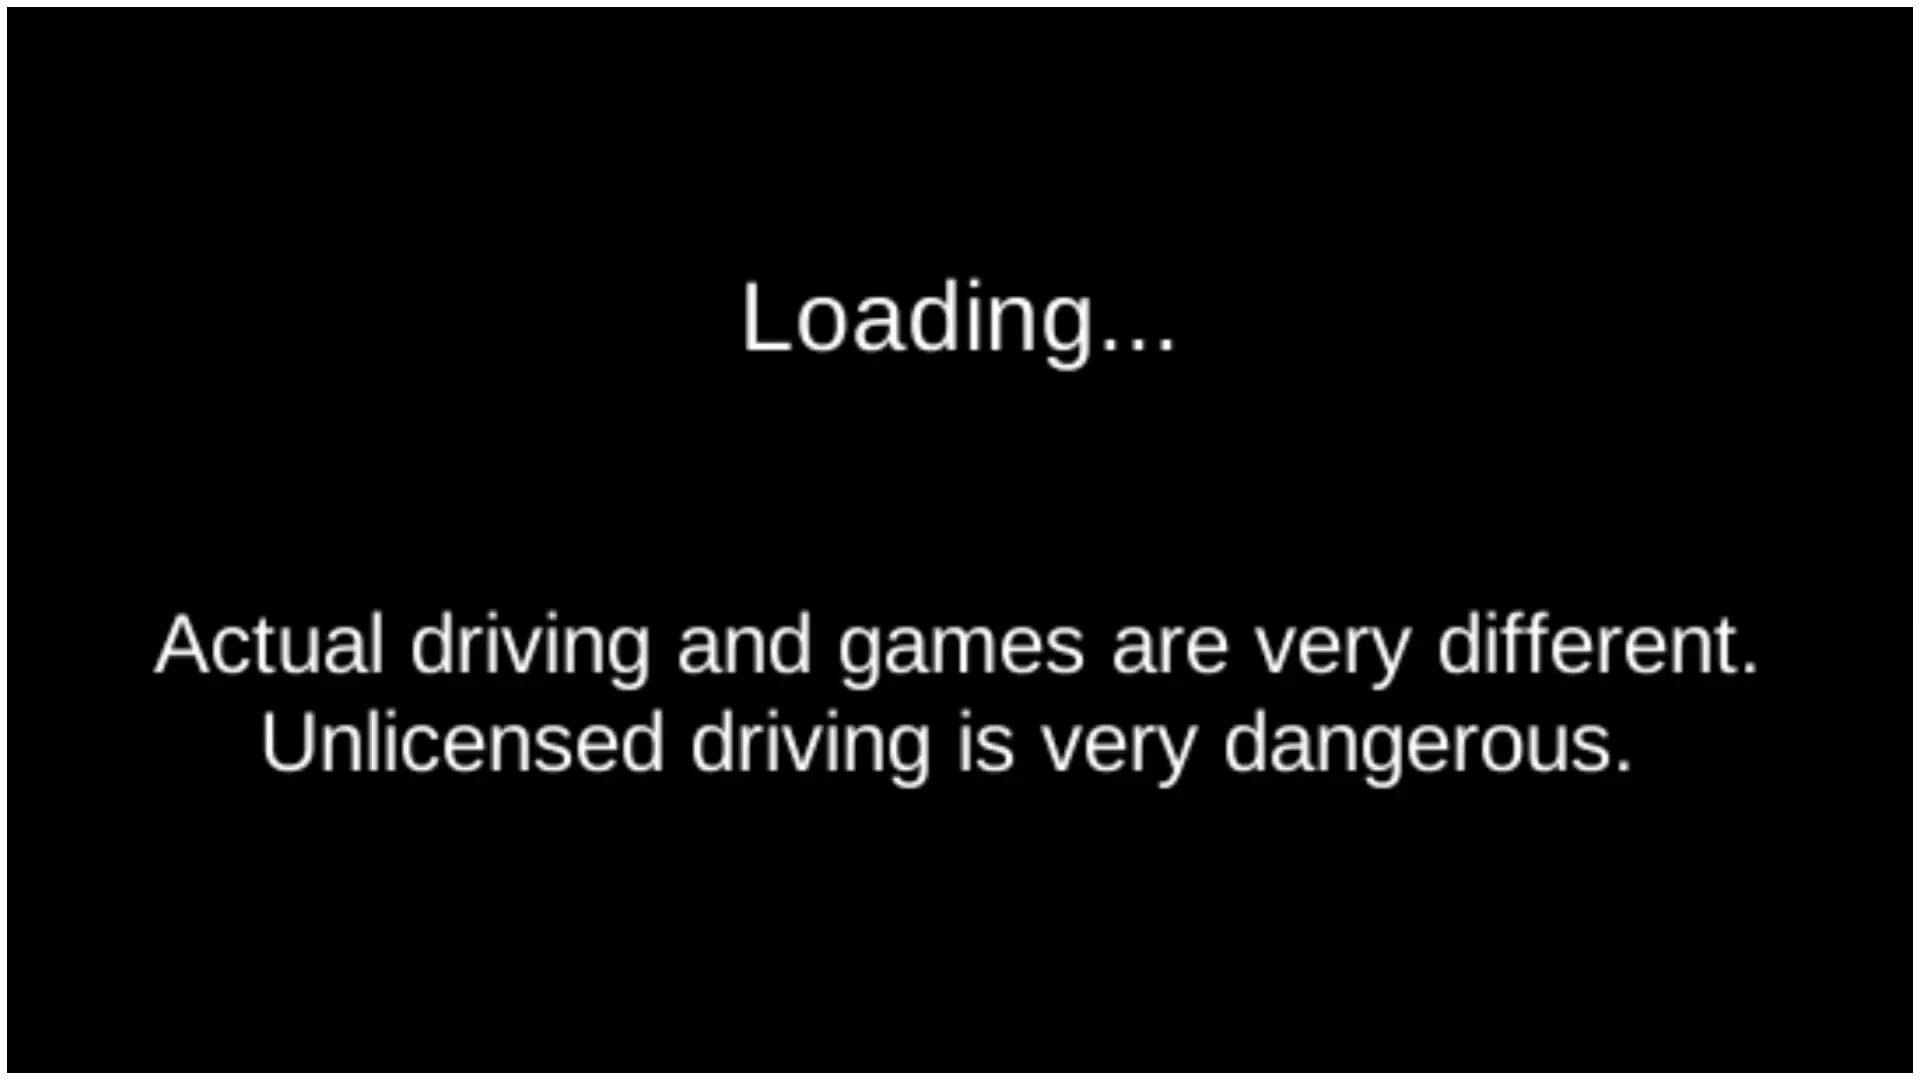 Loading...
Actual driving and games are very different.
Unlicensed driving is very dangerous.